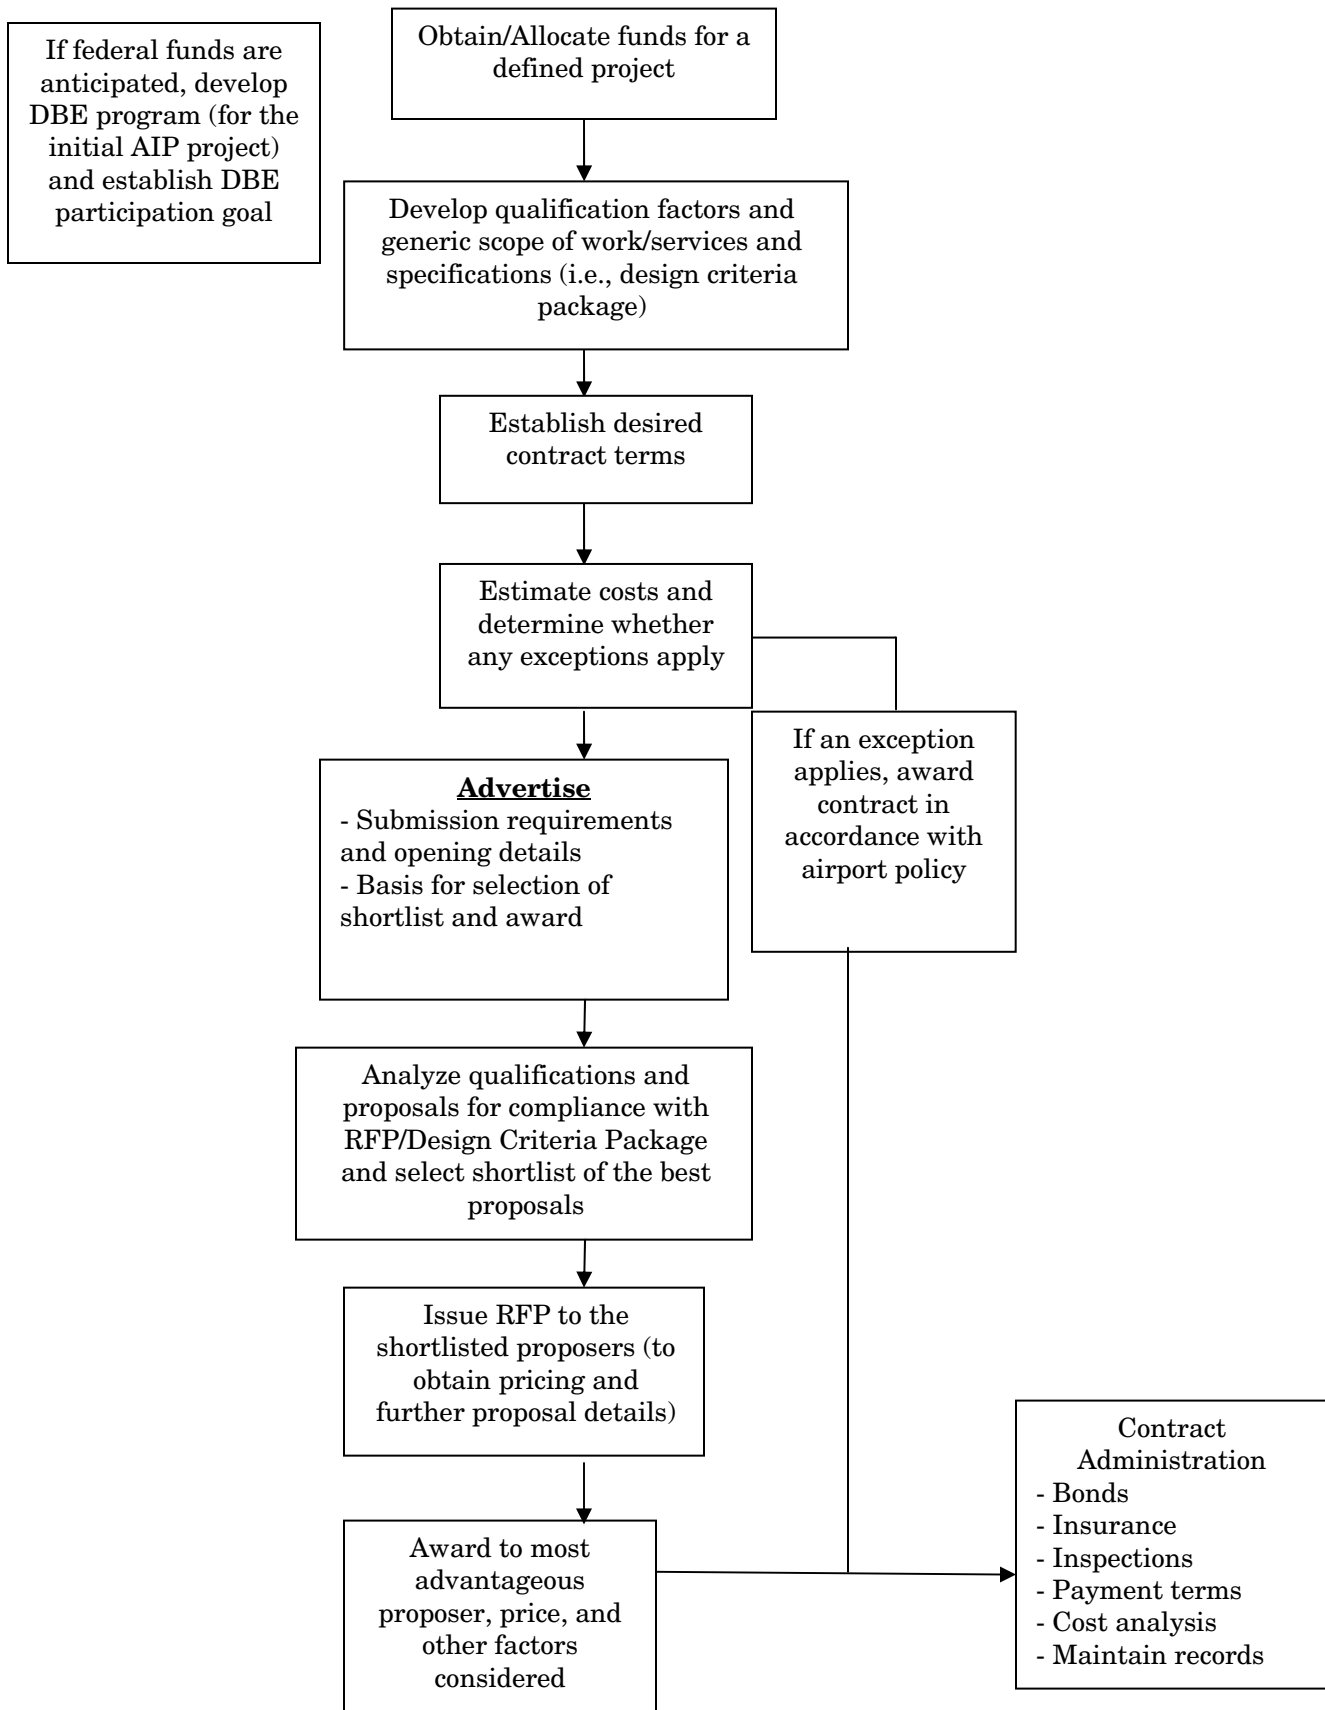 If federal funds are
anticipated, develop
DBE program (for the
initial AIP project)
and establish DBE
participation goal
Obtain/Allocate funds for a
defined project
Develop qualification factors and
generic scope of work/services and
specifications (i.e., design criteria
package)
Establish desired
contract terms
Estimate costs and
determine whether
any exceptions apply
If an exception
applies, award
contract in
accordance with
airport policy
Advertise
- Submission requirements
and opening details
- Basis for selection of
shortlist and award
Analyze qualifications and
proposals for compliance with
RFP/Design Criteria Package
and select shortlist of the best
proposals
Issue RFP to the
shortlisted proposers (to
obtain pricing and
further proposal details)
Award to most
advantageous
proposer, price, and
other factors
considered
Contract
Administration
- Bonds
- Insurance
- Inspections
- Payment terms
- Cost analysis
- Maintain records